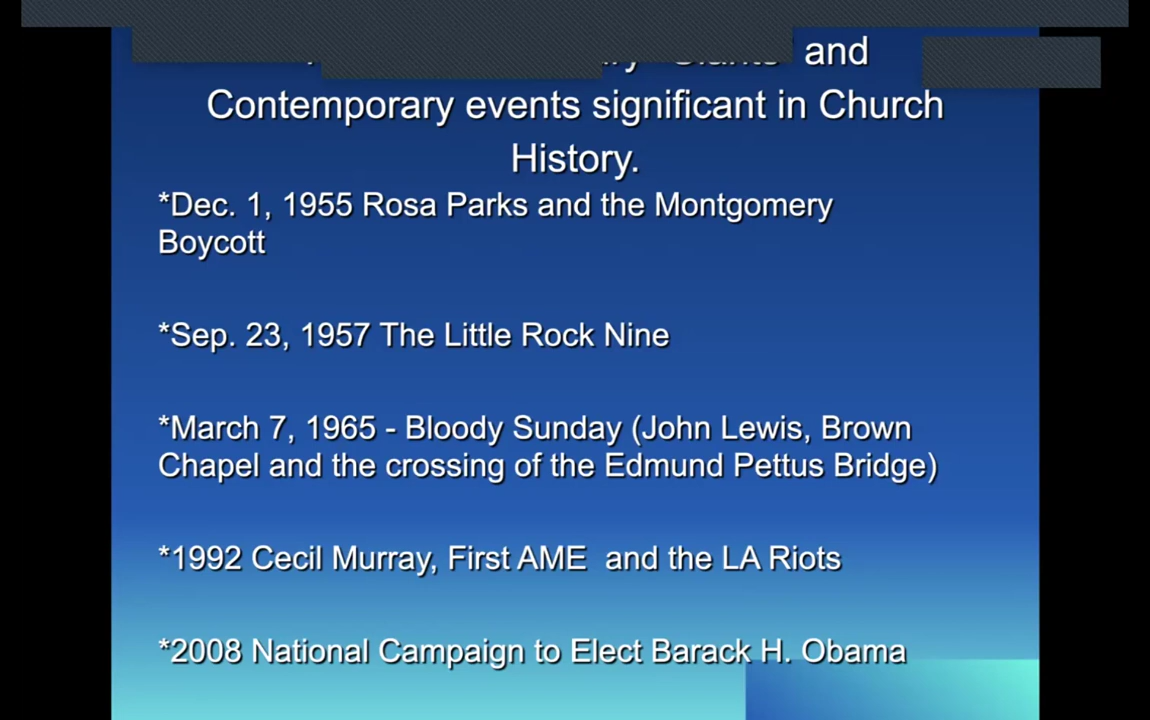 and
Contemporary events significant in Church
History.
*Dec. 1, 1955 Rosa Parks and the Montgomery
Boycott
*Sep. 23, 1957 The Little Rock Nine
*March 7, 1965 - Bloody Sunday (John Lewis, Brown
Chapel and the crossing of the Edmund Pettus Bridge)
*1992 Cecil Murray, First AME  and the LA Riots
*2008 National Campaign to Elect Barack H. Obama